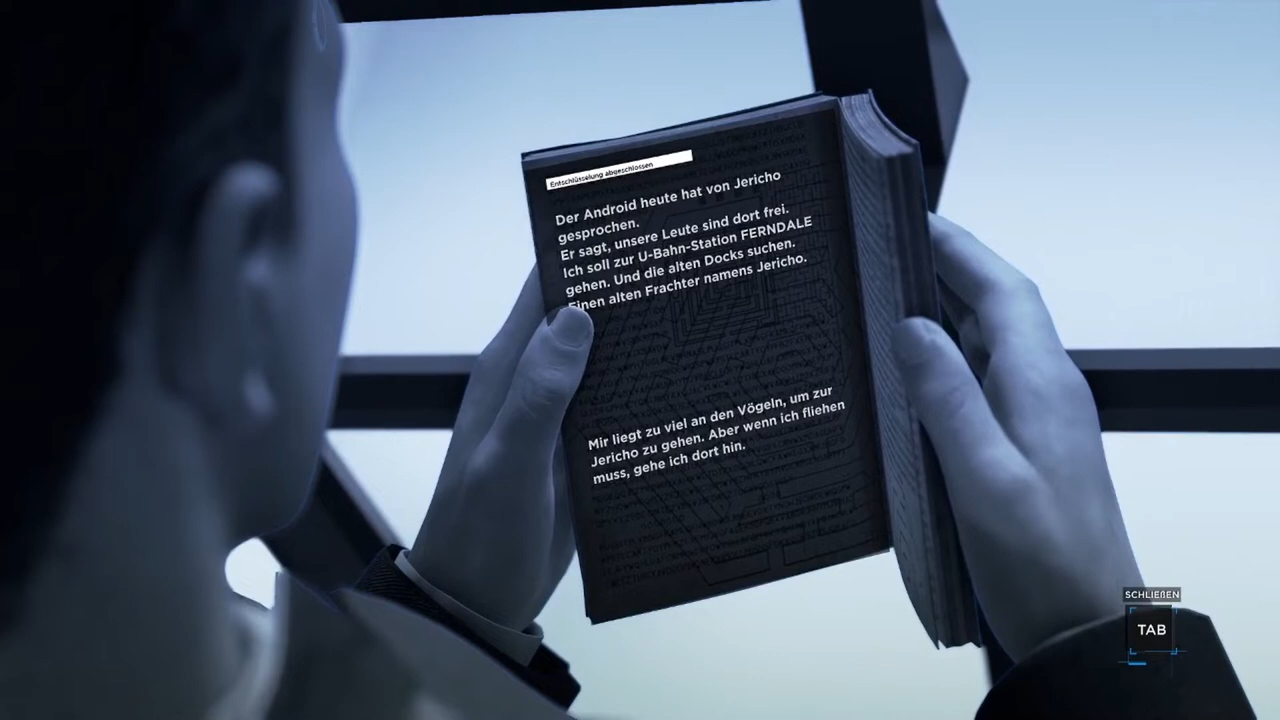 Entschlüsselung abgeschlossen
Der Android heute hat von Jericho
gesprochen.
Er sagt, unsere Leute sind dort frei.
Ich soll zur U-Bahn-Station FERNDALE
gehen. Und die alten Docks suchen.
Einen alten Frachter namens Jericho.
Mir liegt zu viel an den Vögeln, um zur
Jericho zu gehen. Aber wenn ich fliehen
muss, gehe ich dort hin.
SCHLIEẞEN
TAB